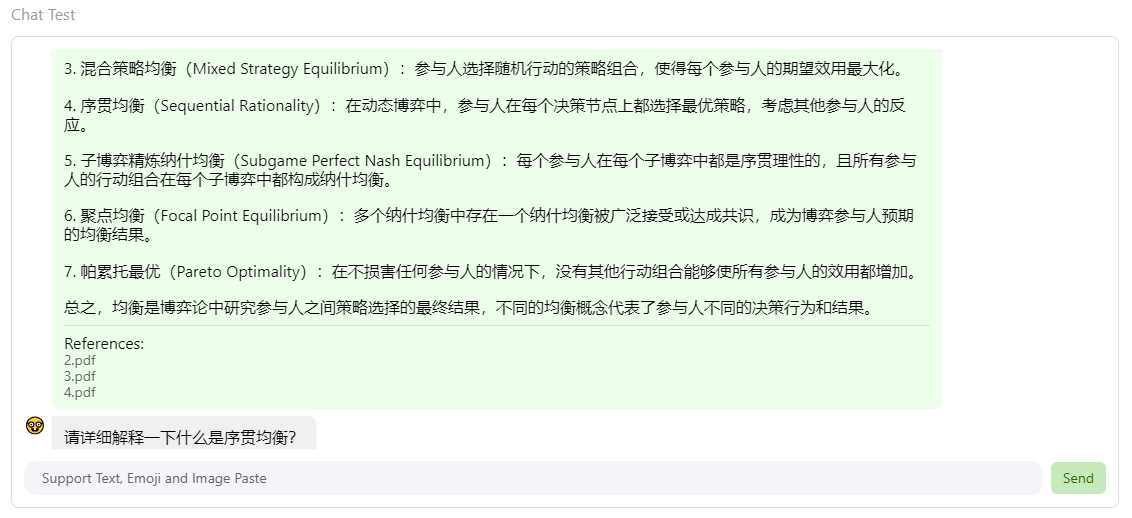 Chat Test
3. 混合策略均衡（Mixed Strategy Equilibrium）：参与人选择随机行动的策略组合，使得每个参与人的期望效用最大化。
4. 序贯均衡（Sequential Rationality）：在动态博弈中，参与人在每个决策节点上都选择最优策略，考虑其他参与人的反
应。
5. 子博弈精炼纳什均衡（Subgame Perfect Nash Equilibrium）：每个参与人在每个子博弈中都是序贯理性的，且所有参与
人的行动组合在每个子博弈中都构成纳什均衡。
6. 聚点均衡（Focal Point Equilibrium）：多个纳什均衡中存在一个纳什均衡被广泛接受或达成共识，成为博弈参与人预期
的均衡结果。
7. 帕累托最优（Pareto Optimality）：在不损害任何参与人的情况下，没有其他行动组合能够使所有参与人的效用都增加。
总之，均衡是博弈论中研究参与人之间策略选择的最终结果，不同的均衡概念代表了参与人不同的决策行为和结果。
References:
2.pdf
3.pdf
4.pdf
请详细解释一下什么是序贯均衡？
Support Text, Emoji and Image Paste
Send